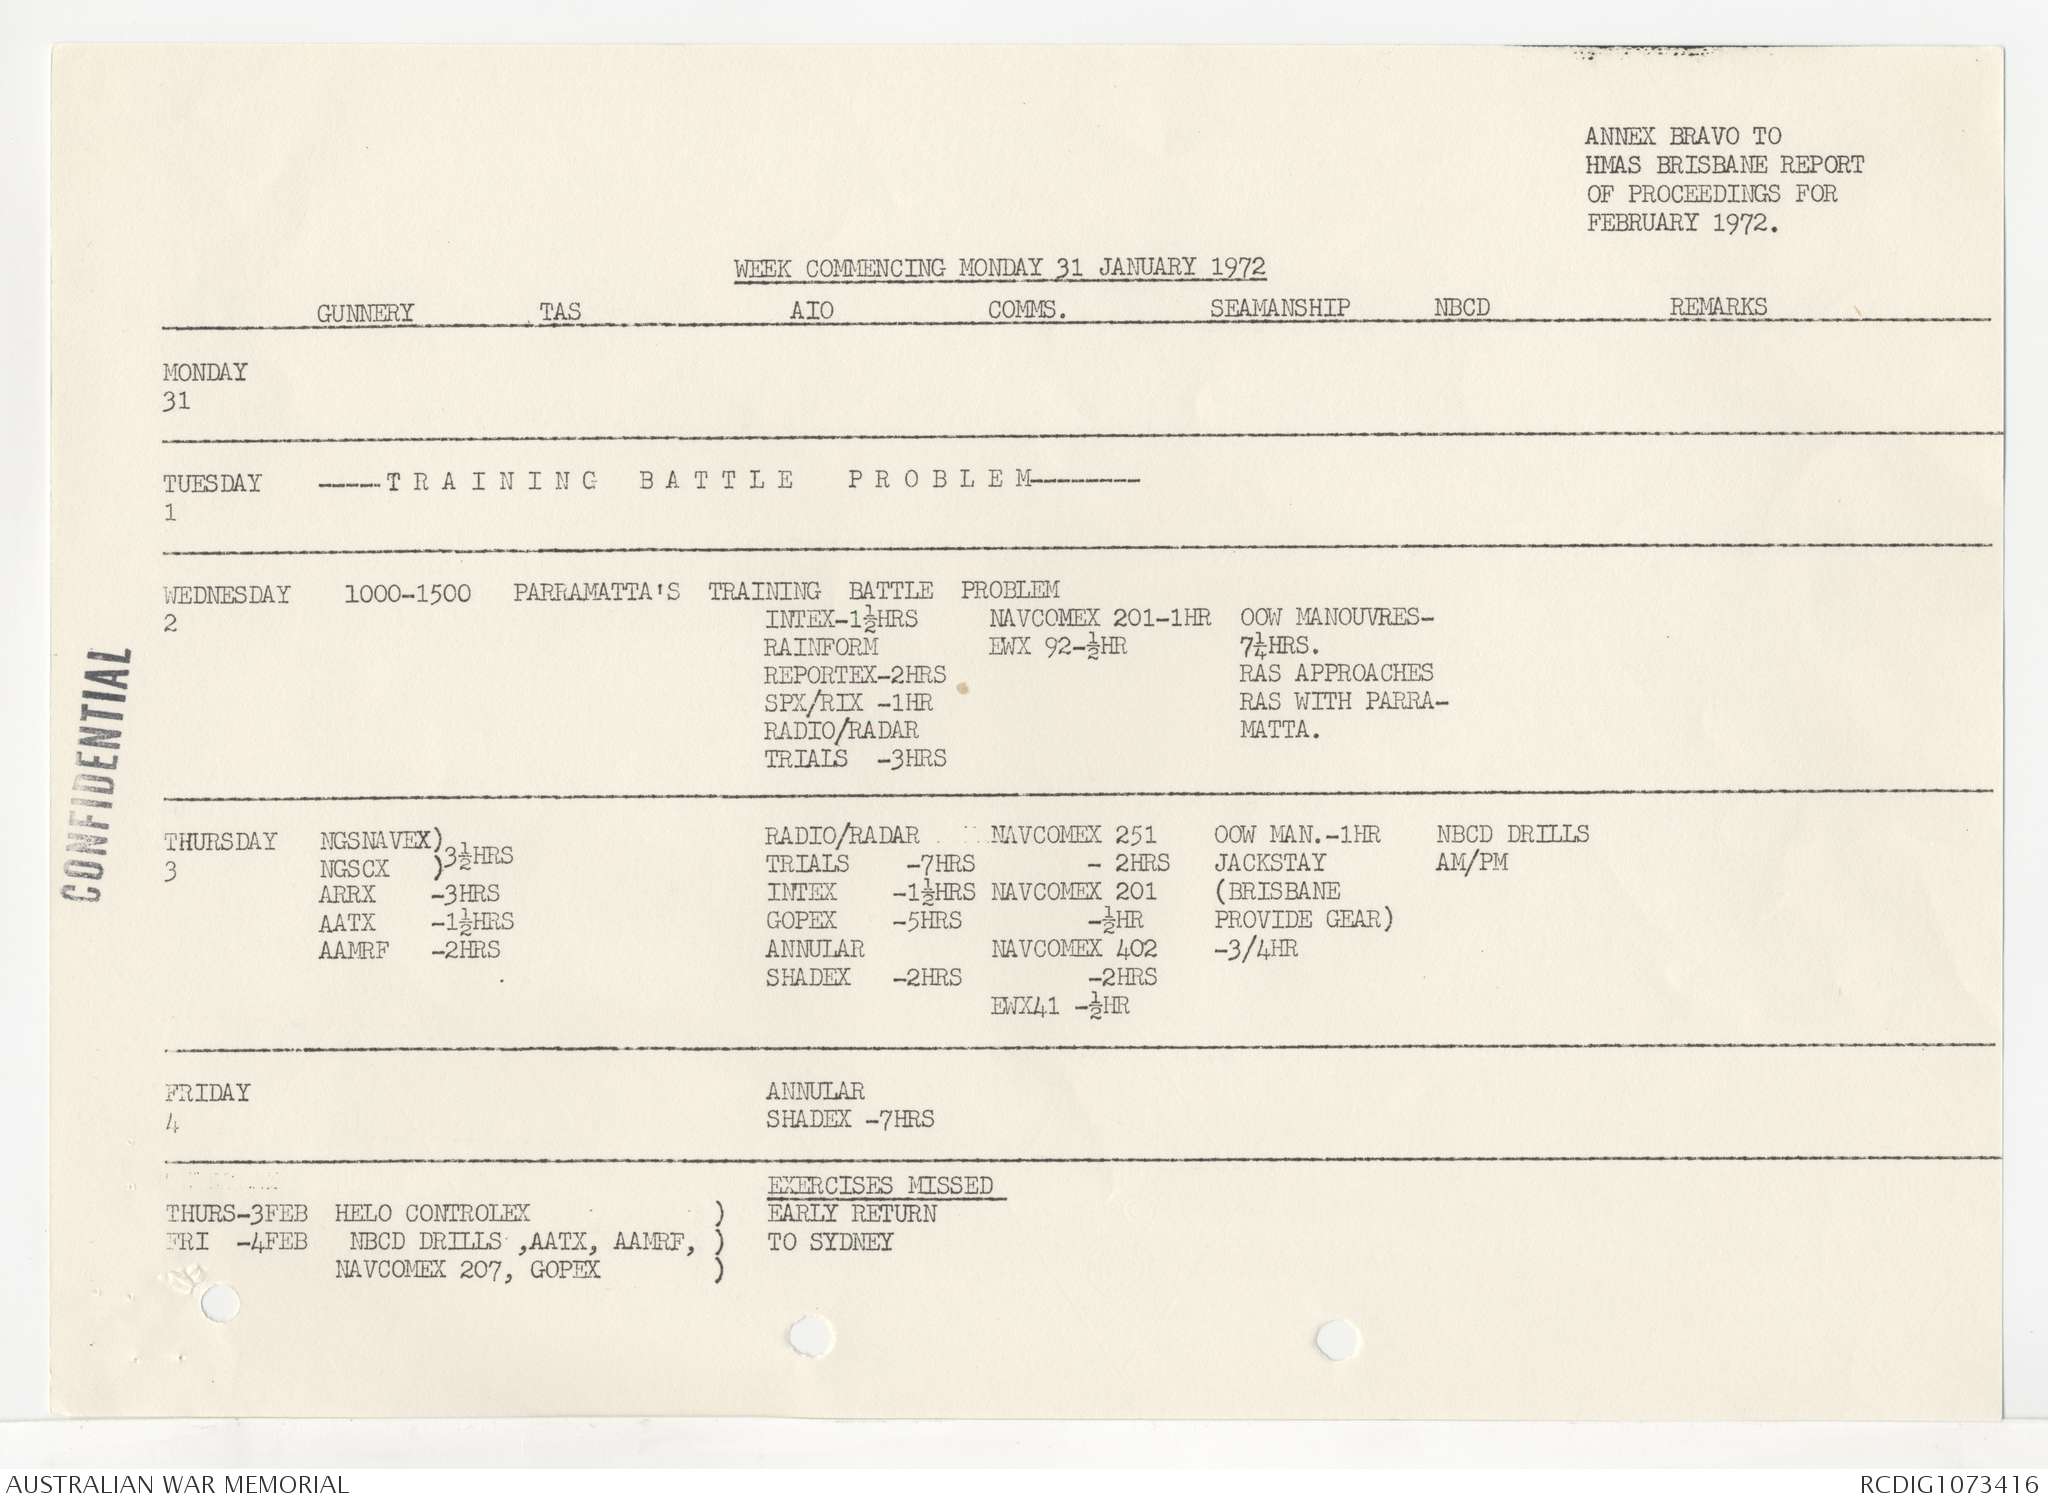 ANNEX BRAVO TO
HMAS BRISBANE REPORT
OF PROCEEDINGS FOR
FEBRUARY 1972.
WEEK COMMENCING MONDAY 31 JANUARY 1972
GUNNERY TAS AIO COMMS. SEAMANSHIP NBCD REMARKS
MONDAY
31
TUESDAY -----T R A I N I N G   B A T T L E   P R O B L E M--------
1
WEDNESDAY 1000-1500 PARRAMATTA'S TRAINING BATTLE PROBLEM
2 INTEX-1½HRS NAVCOMEX 201-1HR OOW MANOUVRES-
RAINFORM EWX 92-½HR 7¼HRS.
REPORTEX-2HRS RAS APPROACHES
SPX/RIX -1HR RAS WITH PARRA-
RADIO/RADAR MATTA.
TRIALS -3HRS
CONFIDENTIAL
THURSDAY NGSNAVEX) RADIO/RADAR NAVCOMEX 251 OOW MAN.-1HR NBCD DRILLS
3 NGSCX )3½HRS TRIALS -7HRS - 2HRS JACKSTAY AM/PM
ARRX -3HRS INTEX -1½HRS NAVCOMEX 201 (BRISBANE
AATX -1½HRS GOPEX -5HRS -½HR PROVIDE GEAR)
AAMRF -2HRS ANNULAR NAVCOMEX 402 -3/4HR
SHADEX -2HRS -2HRS
EWX41 -½HR
FRIDAY ANNULAR
4 SHADEX -7HRS
EXERCISES MISSED
THURS-3FEB HELO CONTROLEX ) EARLY RETURN
FRI -4FEB NBCD DRILLS ,AATX, AAMRF, ) TO SYDNEY
NAVCOMEX 207, GOPEX )
AUSTRALIAN WAR MEMORIAL RCDIG1073416